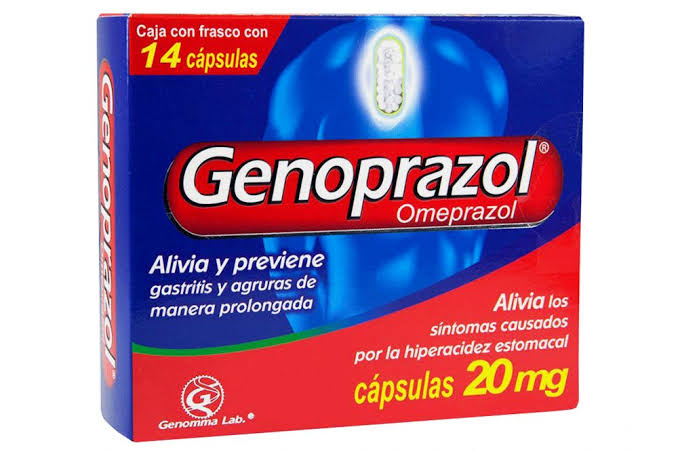 Caja con frasco con
14 cápsulas
Genoprazol
Genoprazol®
Omeprazol
Alivia y previene
gastritis y agruras de
manera prolongada
Alivia los
síntomas causados
por la hiperacidez estomacal
cápsulas 20 mg
Genomma Lab.®